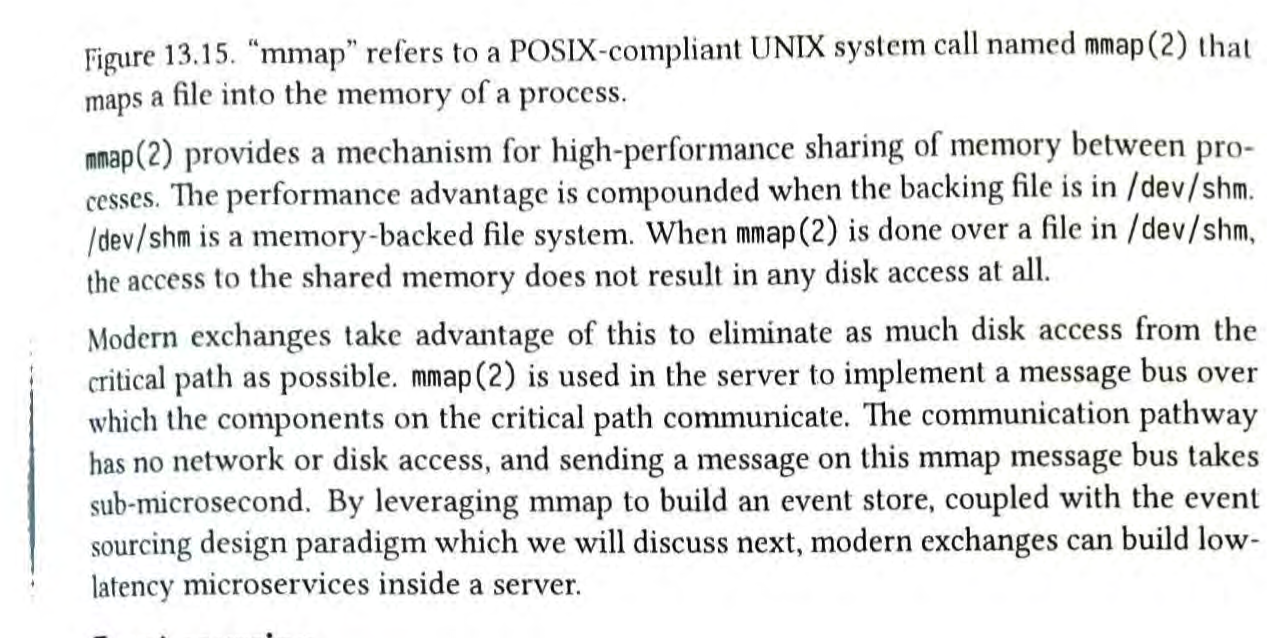 Figure 13.15. “mmap” refers to a POSIX-compliant UNIX system call named mmap(2) that
maps a file into the memory of a process.
mmap(2) provides a mechanism for high-performance sharing of memory between pro-
cesses. The performance advantage is compounded when the backing file is in /dev/shm.
/dev/shm is a memory-backed file system. When mmap(2) is done over a file in /dev/shm,
the access to the shared memory does not result in any disk access at all.
Modern exchanges take advantage of this to eliminate as much disk access from the
critical path as possible. mmap(2) is used in the server to implement a message bus over
which the components on the critical path communicate. The communication pathway
has no network or disk access, and sending a message on this mmap message bus takes
sub-microsecond. By leveraging mmap to build an event store, coupled with the event
sourcing design paradigm which we will discuss next, modern exchanges can build low-
latency microservices inside a server.